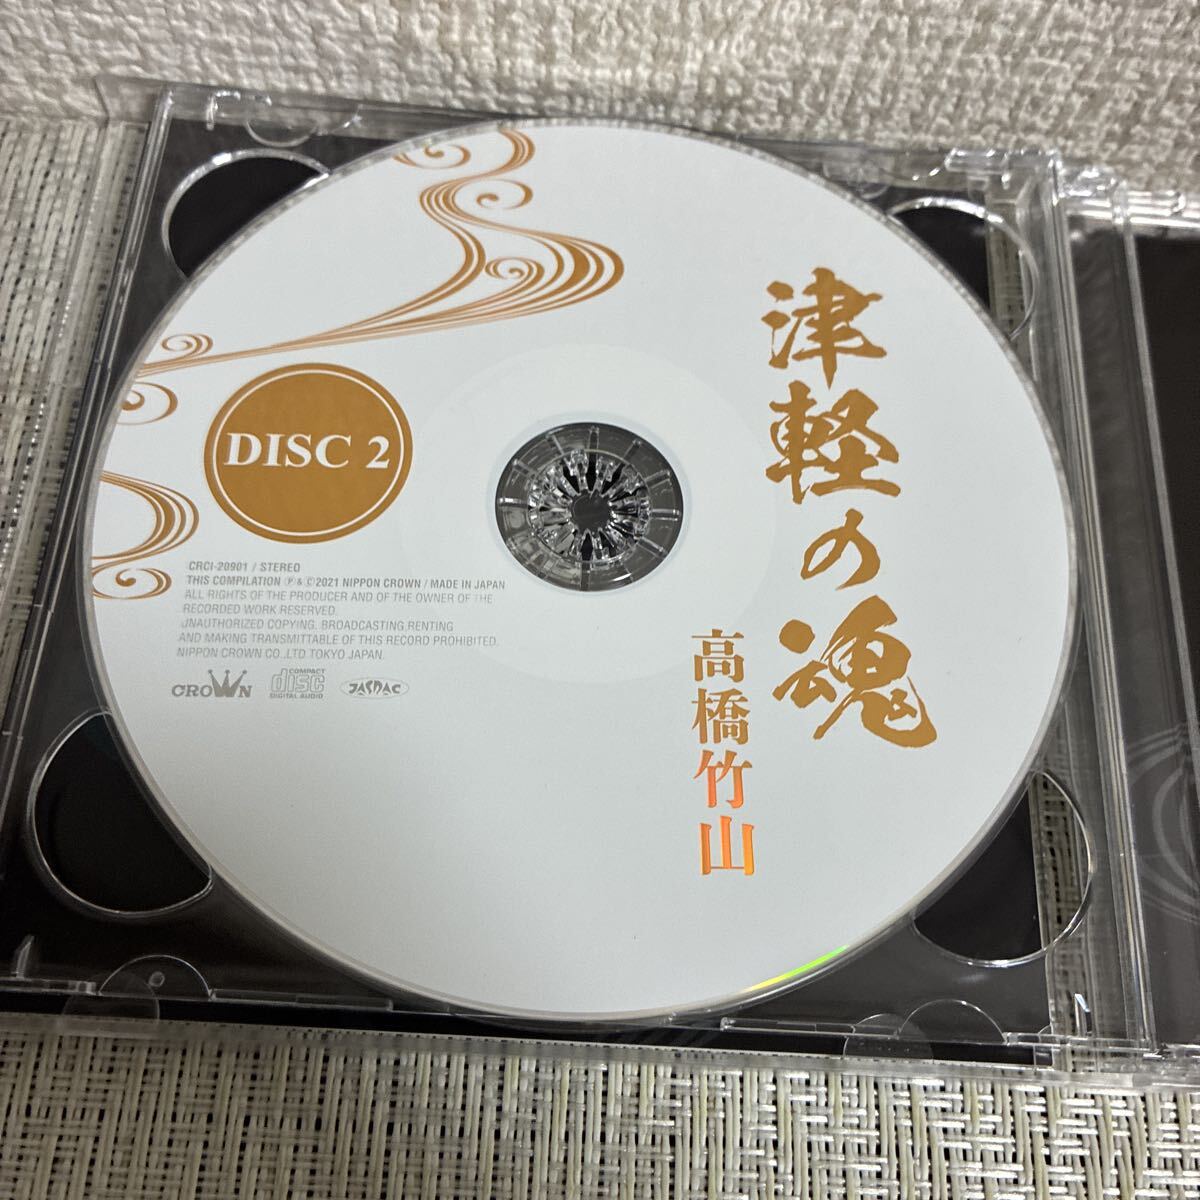 津軽の魂
高橋竹山
DISC 2
CRCI-20901 / STEREO
THIS COMPILATION Ⓟ & Ⓒ 2021 NIPPON CROWN / MADE IN JAPAN
ALL RIGHTS OF THE PRODUCER AND OF THE OWNER OF THE
RECORDED WORK RESERVED.
UNAUTHORIZED COPYING, BROADCASTING,RENTING
AND MAKING TRANSMITTABLE OF THIS RECORD PROHIBITED.
NIPPON CROWN CO.,LTD TOKYO JAPAN.
CROWN
COMPACT
disc
DIGITAL AUDIO
JASRAC